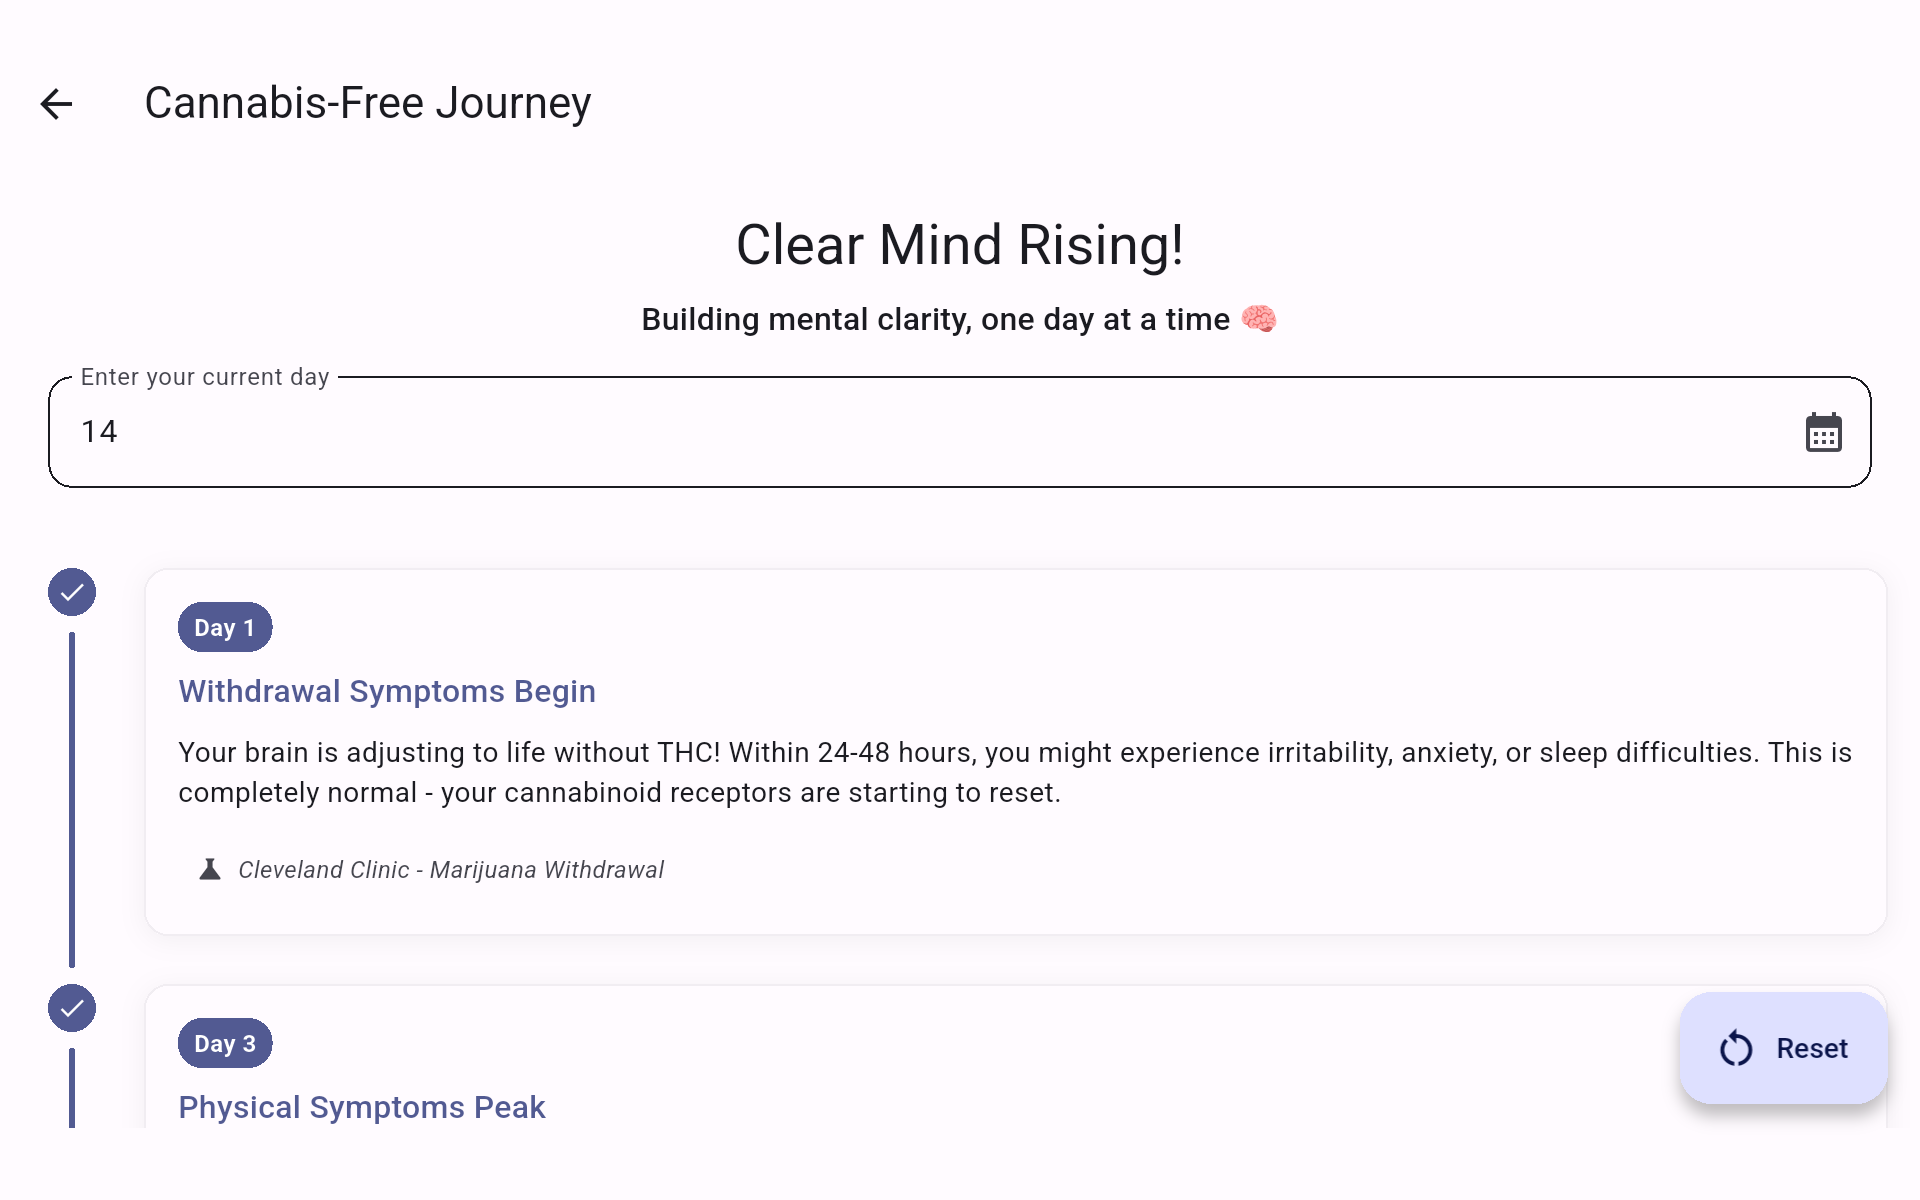 Cannabis-Free Journey
Clear Mind Rising!
Building mental clarity, one day at a time 🧠
Enter your current day
14
Day 1
Withdrawal Symptoms Begin
Your brain is adjusting to life without THC! Within 24-48 hours, you might experience irritability, anxiety, or sleep difficulties. This is
completely normal - your cannabinoid receptors are starting to reset.
Cleveland Clinic - Marijuana Withdrawal
Day 3
Physical Symptoms Peak
Reset